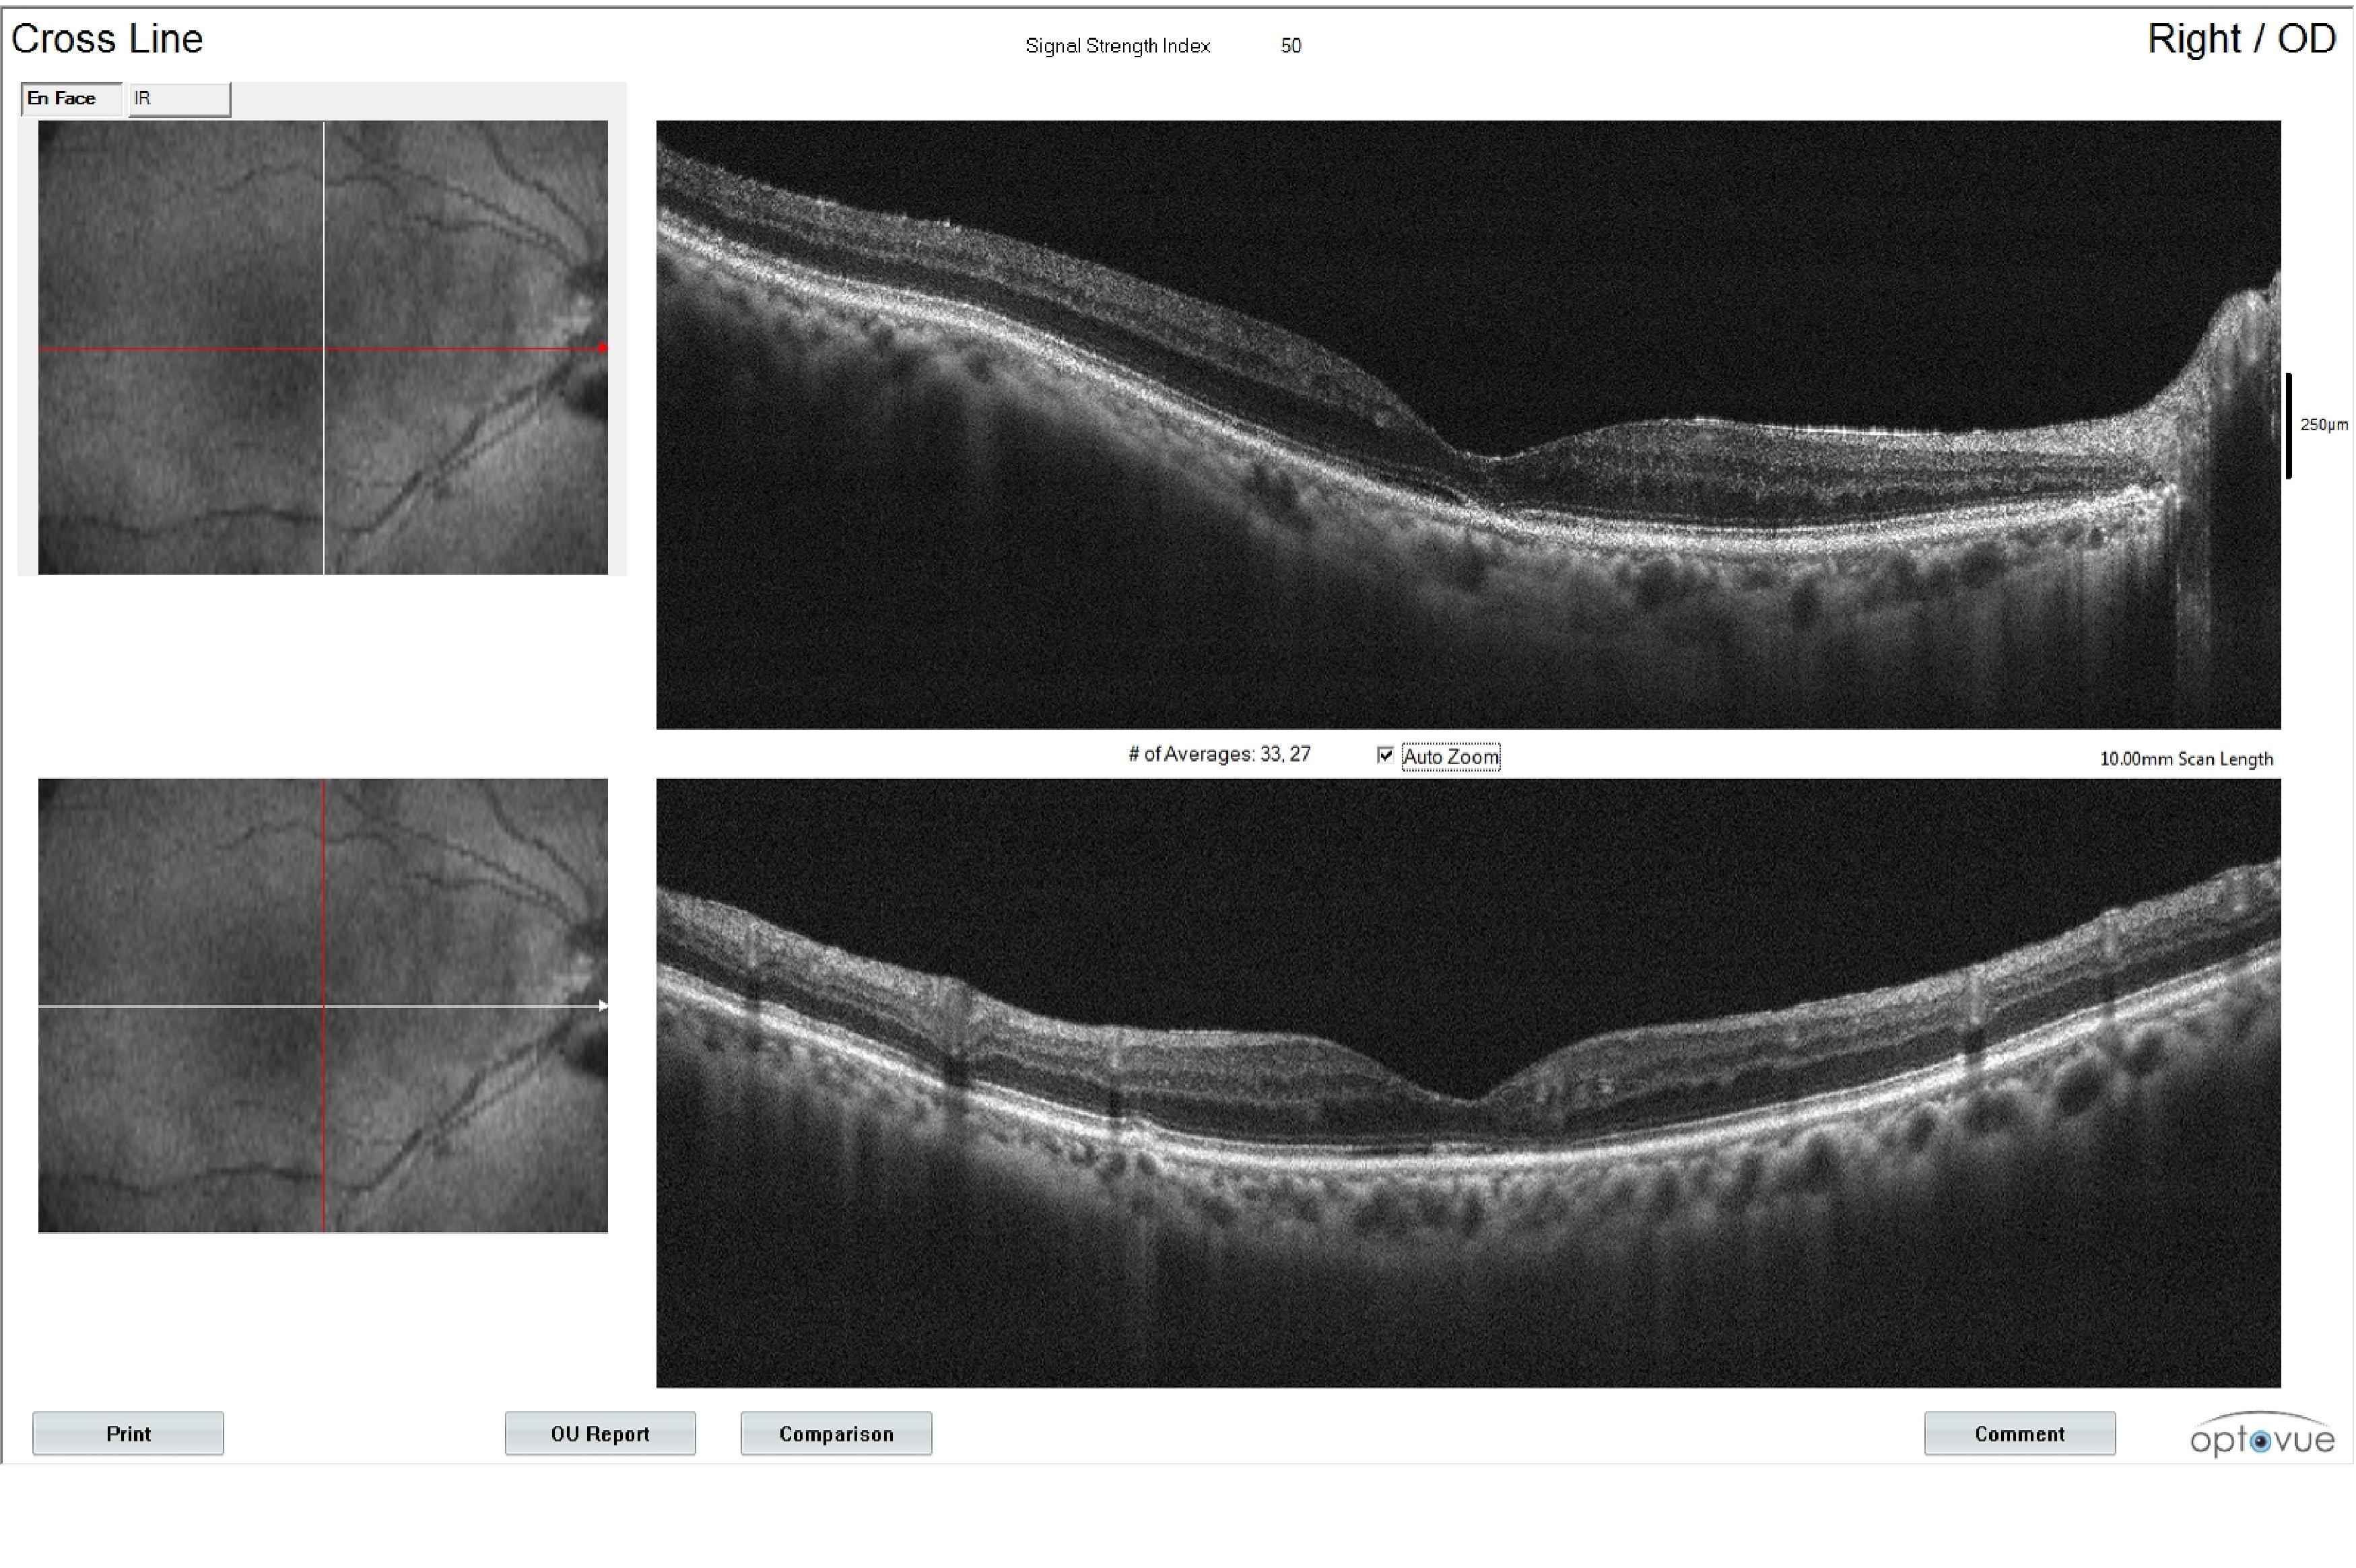 Cross Line
Signal Strength Index 50
Right / OD
En Face IR
250µm
# of Averages: 33, 27
Auto Zoom
10.00mm Scan Length
Print
OU Report
Comparison
Comment
optovue